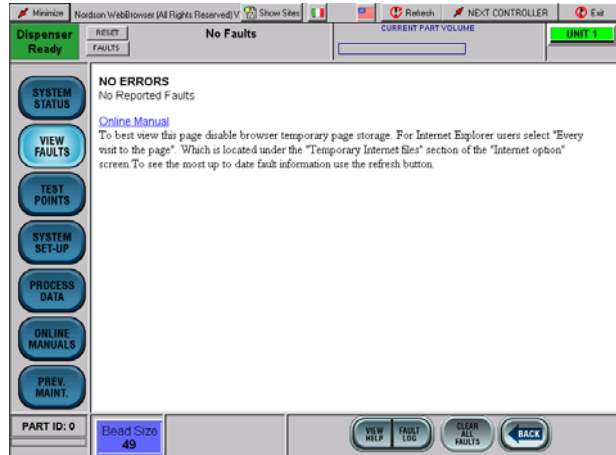 Minimize
Nordson WebBrowser (All Rights Reserved) V
Show Sites
Refresh
NEXT CONTROLLER
Exit
Dispenser
Ready
RESET
FAULTS
No Faults
CURRENT PART VOLUME
UNIT 1
SYSTEM
STATUS
VIEW
FAULTS
TEST
POINTS
SYSTEM
SET-UP
PROCESS
DATA
ONLINE
MANUALS
PREV.
MAINT.
NO ERRORS
No Reported Faults
Online Manual
To best view this page disable browser temporary page storage. For Internet Explorer users select "Every
visit to the page". Which is located under the "Temporary Internet files" section of the "Internet option"
screen.To see the most up to date fault information use the refresh button.
PART ID: 0
Bead Size
49
VIEW
HELP
FAULT
LOG
CLEAR
ALL
FAULTS
BACK